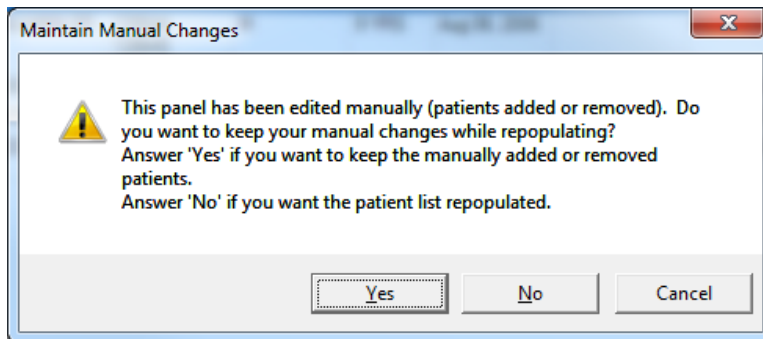 Maintain Manual Changes
This panel has been edited manually (patients added or removed).  Do
you want to keep your manual changes while repopulating?
Answer 'Yes' if you want to keep the manually added or removed
patients.
Answer 'No' if you want the patient list repopulated.
Yes No Cancel